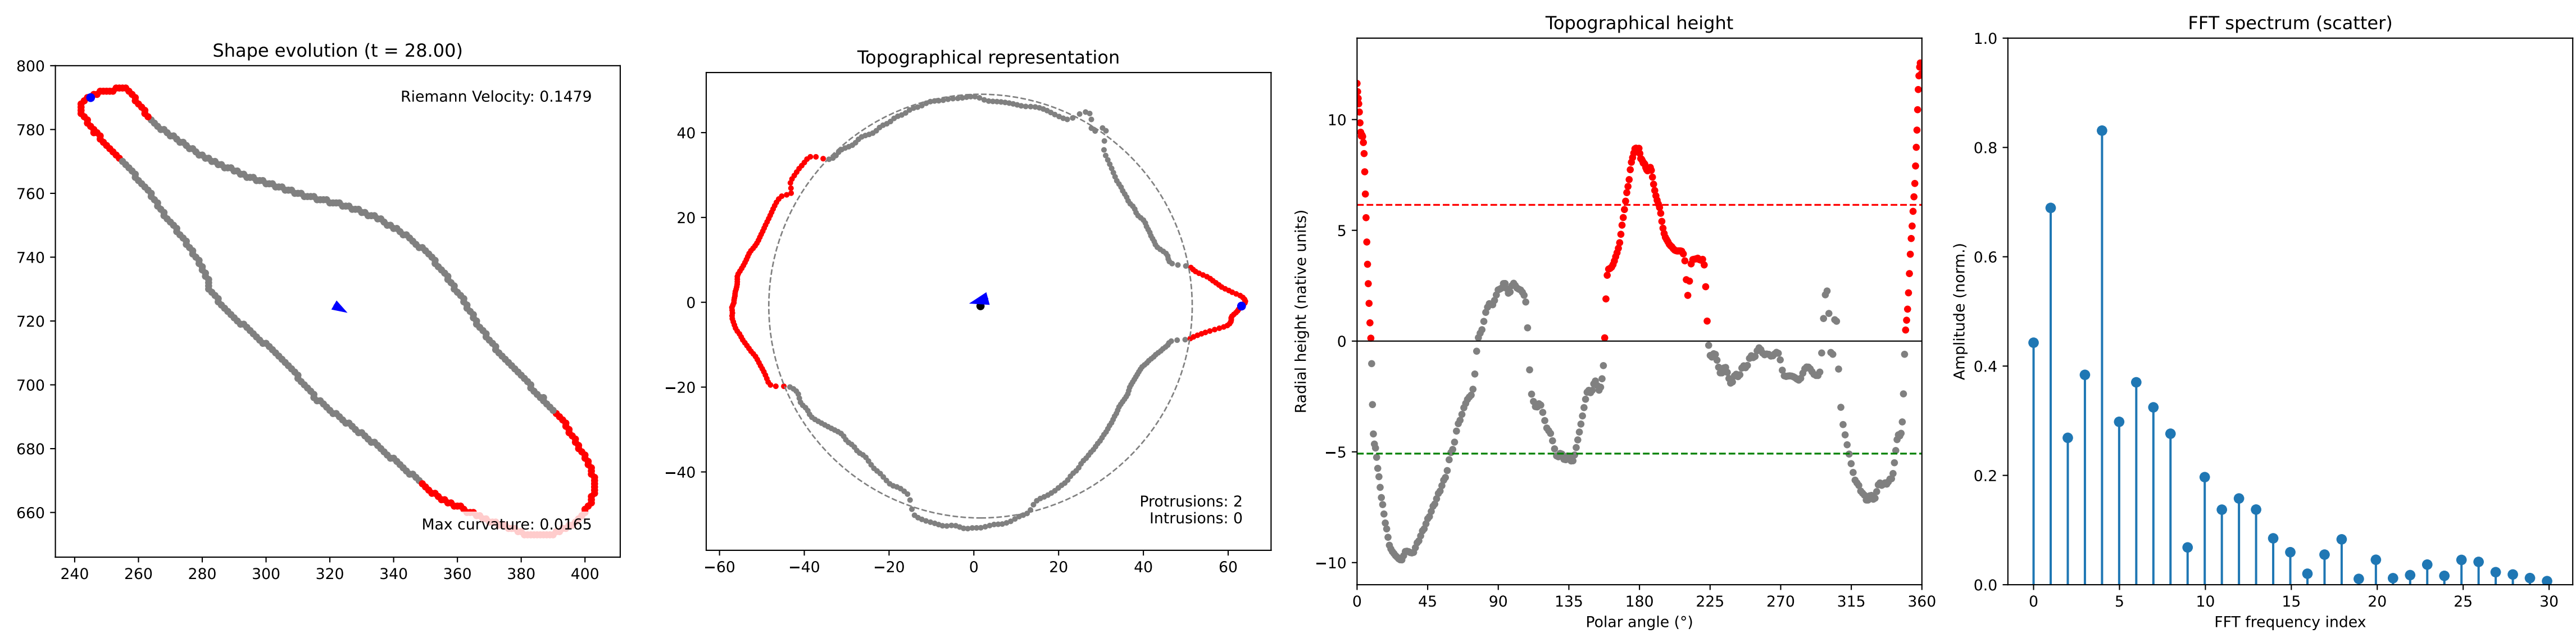 Shape evolution (t = 28.00)
Riemann Velocity: 0.1479
Max curvature: 0.0165
800
780
760
740
720
700
680
660
240 260 280 300 320 340 360 380 400
Topographical representation
40
20
0
−20
−40
−60 −40 −20 0 20 40 60
Protrusions: 2
Intrusions: 0
Topographical height
Radial height (native units)
10
5
0
−5
−10
0 45 90 135 180 225 270 315 360
Polar angle (°)
FFT spectrum (scatter)
Amplitude (norm.)
1.0
0.8
0.6
0.4
0.2
0.0
0 5 10 15 20 25 30
FFT frequency index